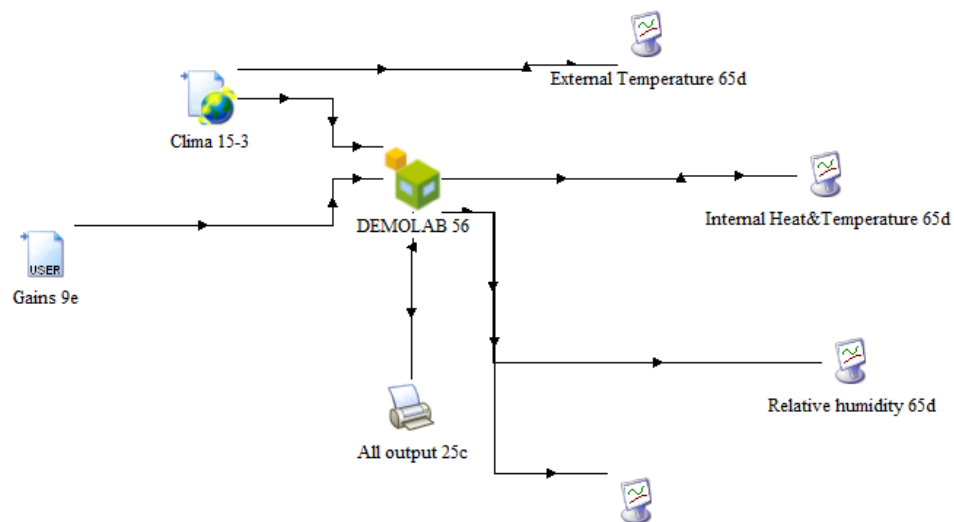 External Temperature 65d
Clima 15-3
DEMOLAB 56
Internal Heat&Temperature 65d
USER
Gains 9e
Relative humidity 65d
All output 25c